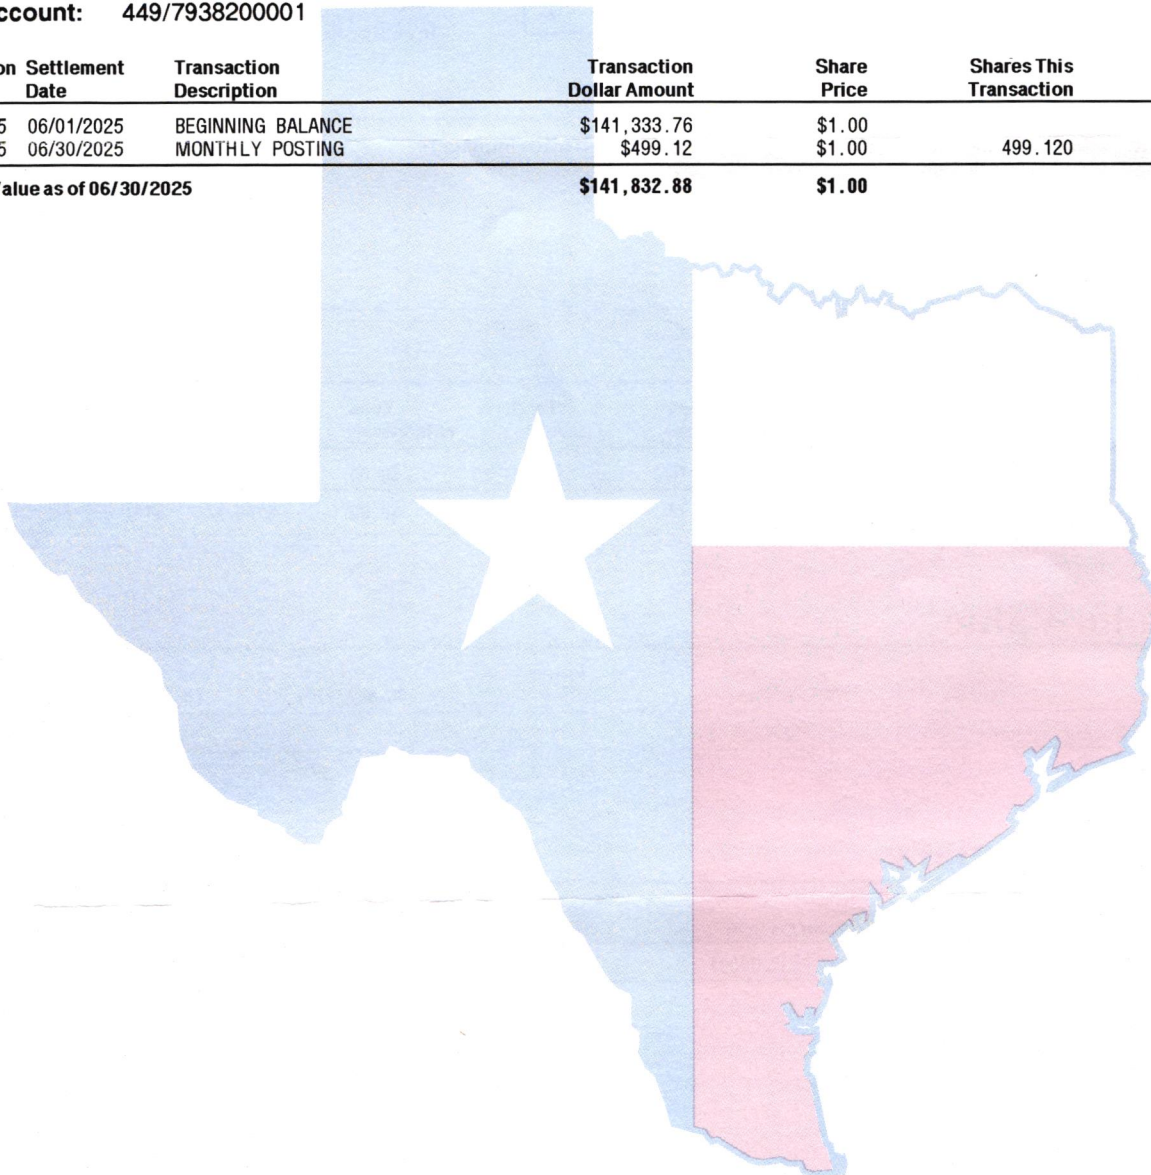 ccount: 449/7938200001
on Settlement Transaction Transaction Share Shares This
Date Description Dollar Amount Price Transaction
5 06/01/2025 BEGINNING BALANCE $141,333.76 $1.00
5 06/30/2025 MONTHLY POSTING $499.12 $1.00 499.120
alue as of 06/30/2025 $141,832.88 $1.00